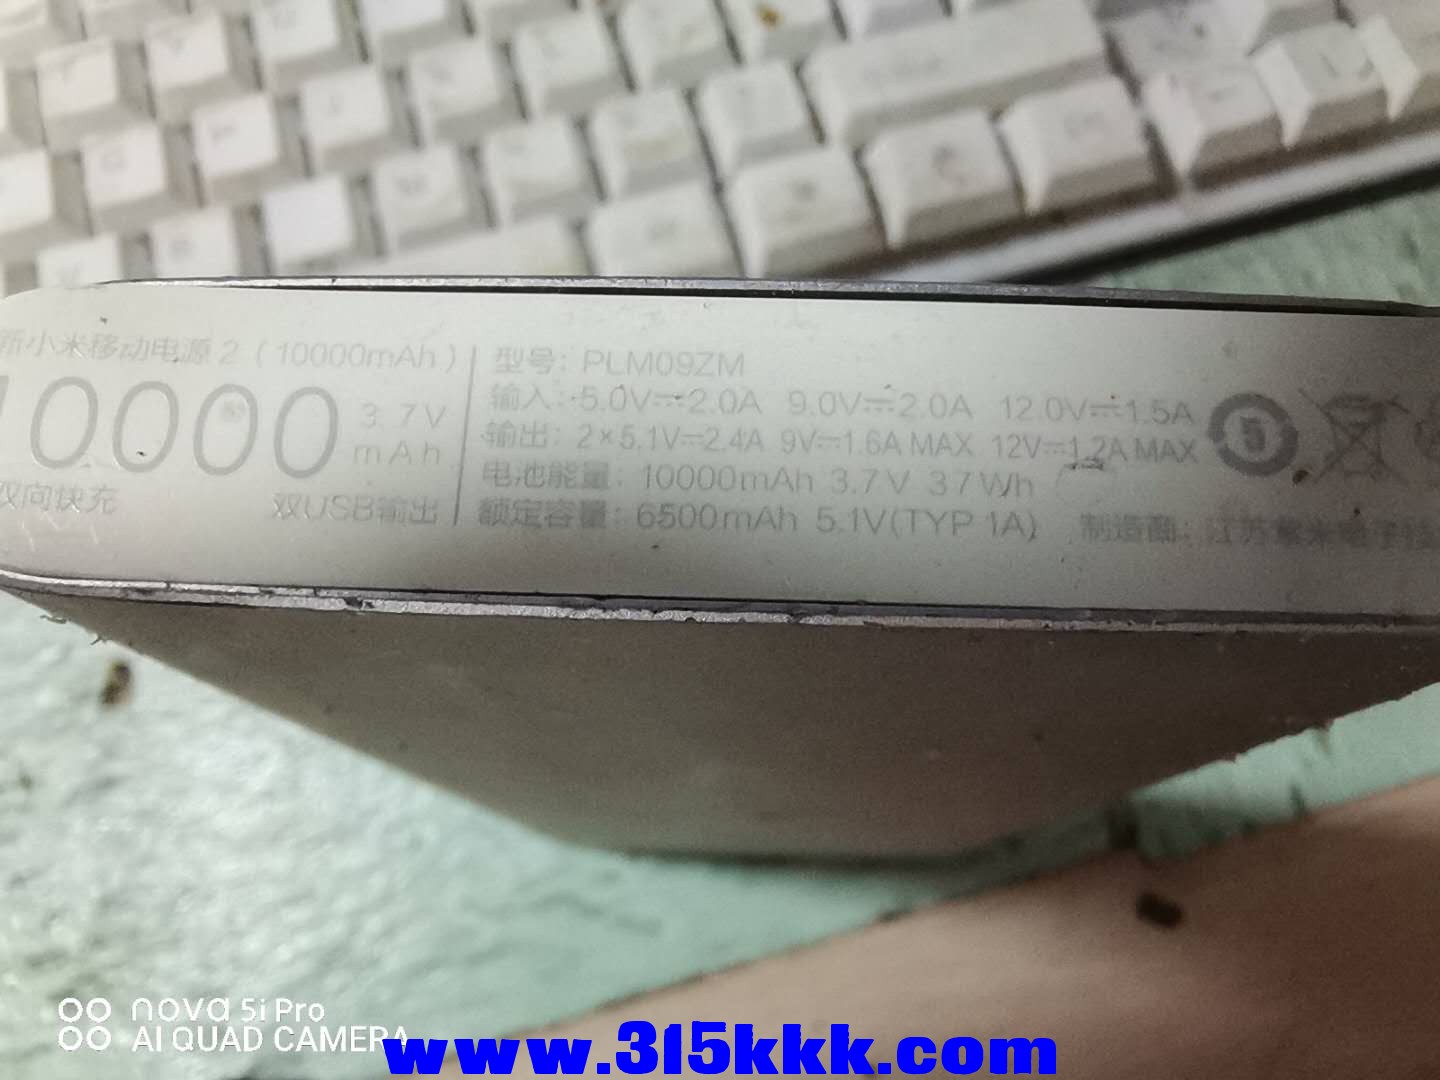 新小米移动电源 2 （10000mAh）
10000 3.7V
mAh
双向快充 双USB输出
型号: PLM09ZM
输入: 5.0V⎓2.0A 9.0V⎓2.0A 12.0V⎓1.5A
输出: 2×5.1V⎓2.4A 9V⎓1.6A MAX 12V⎓1.2A MAX
电池能量: 10000mAh 3.7V 37Wh
额定容量: 6500mAh 5.1V(TYP 1A) 制造商: 江苏紫米电子科技
5
nova 5i Pro
AI QUAD CAMERA
www.315kkk.com